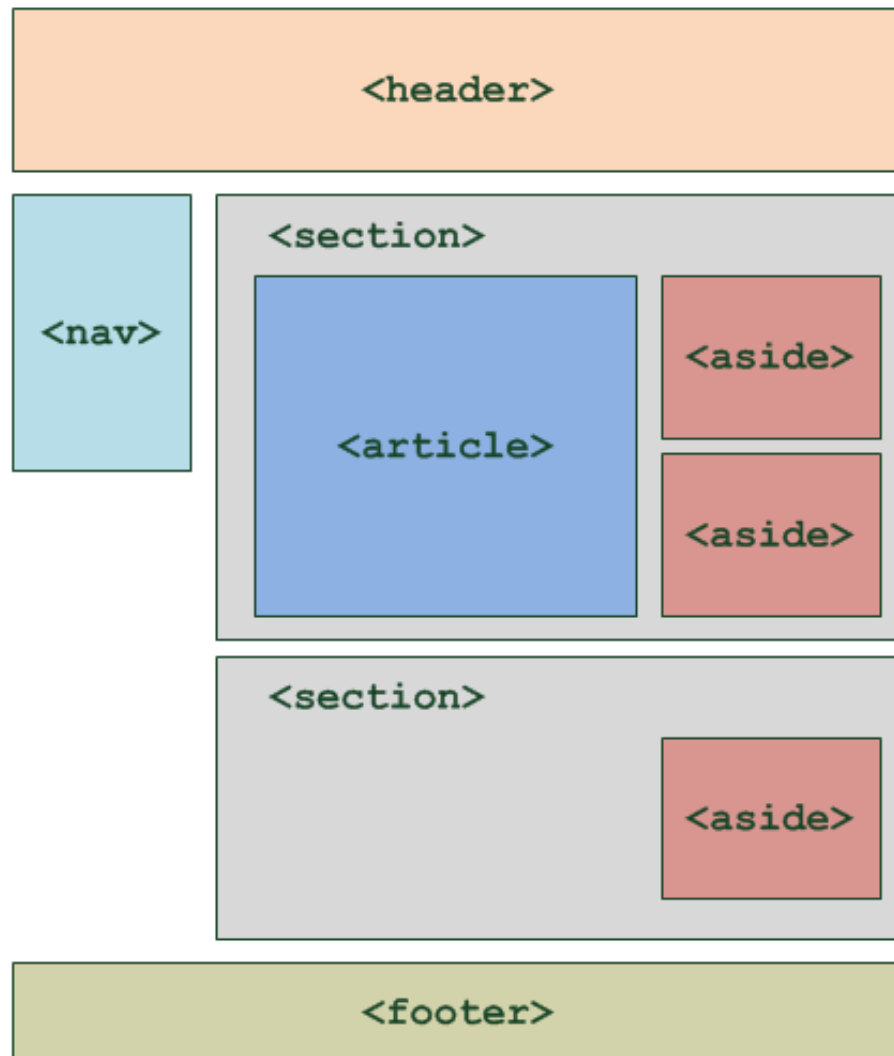 <header>
<nav>
<section>
<article>
<aside>
<aside>
<section>
<aside>
<footer>